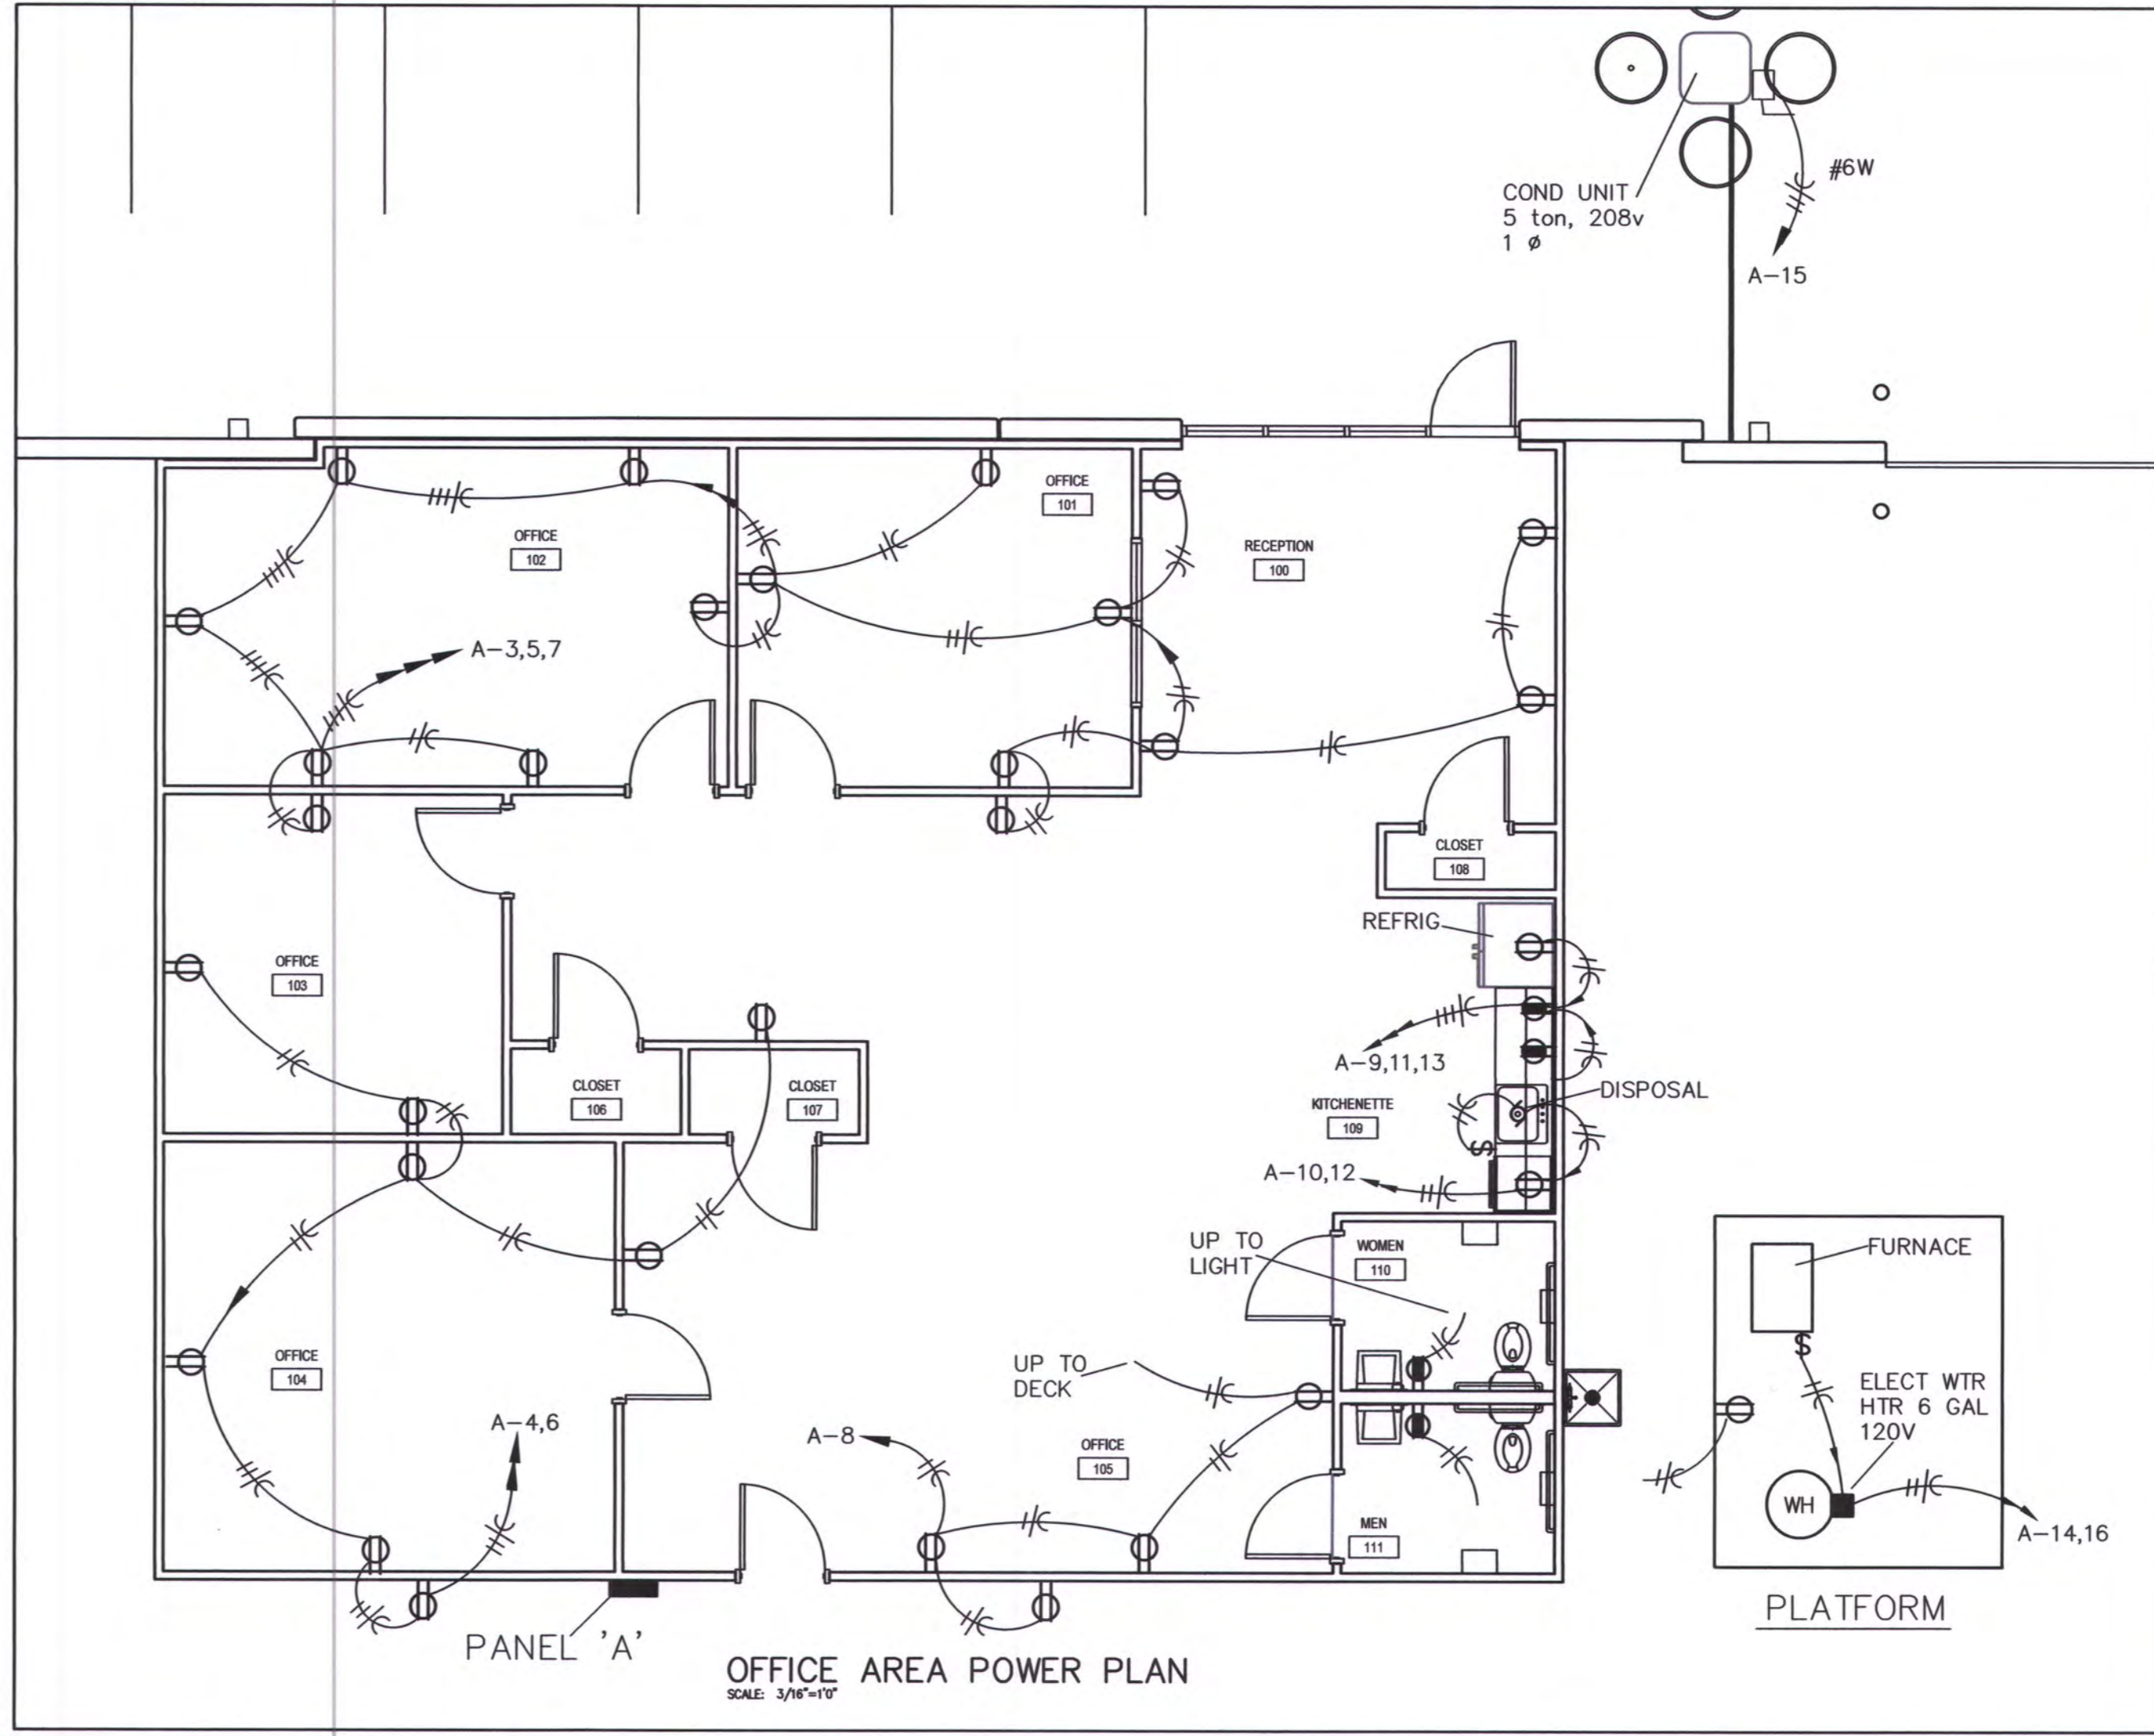 COND UNIT
5 ton, 208v
1 ø
#6W
A-15
OFFICE
101
OFFICE
102
RECEPTION
100
A-3,5,7
CLOSET
108
REFRIG
OFFICE
103
A-9,11,13
CLOSET
106
CLOSET
107
KITCHENETTE
109
DISPOSAL
$
A-10,12
UP TO
LIGHT
WOMEN
110
FURNACE
$
OFFICE
104
UP TO
DECK
ELECT WTR
HTR 6 GAL
120V
A-4,6
A-8
OFFICE
105
WH
MEN
111
A-14,16
PANEL 'A'
PLATFORM
OFFICE AREA POWER PLAN
SCALE: 3/16"=1'0"